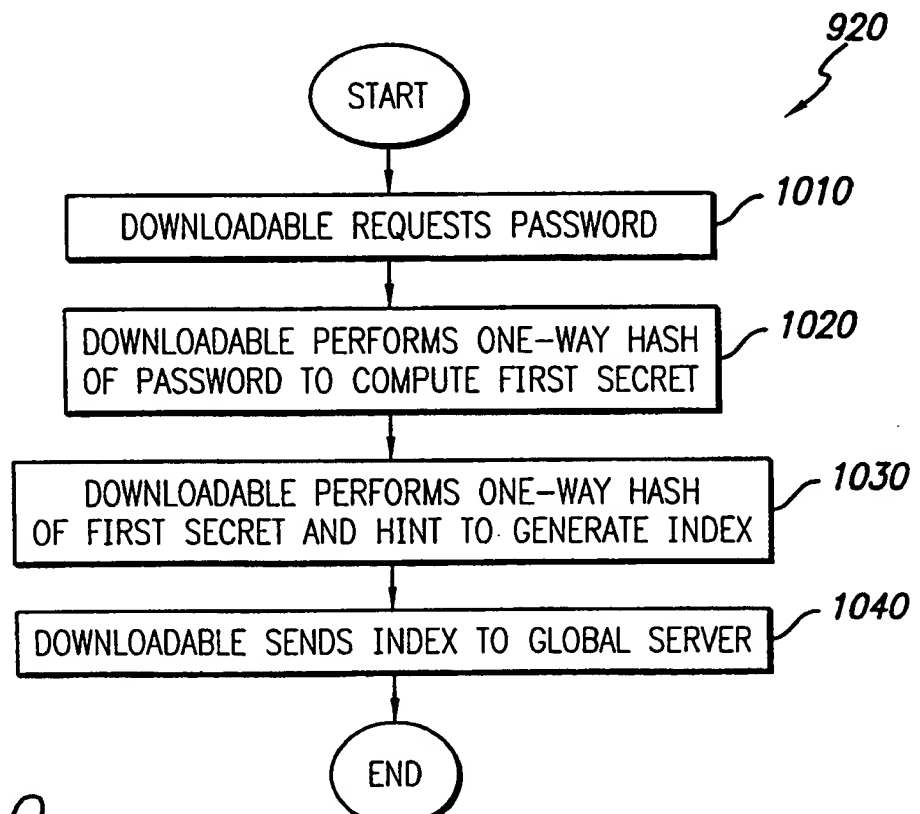 920
START
1010
DOWNLOADABLE REQUESTS PASSWORD
1020
DOWNLOADABLE PERFORMS ONE-WAY HASH
OF PASSWORD TO COMPUTE FIRST SECRET
1030
DOWNLOADABLE PERFORMS ONE-WAY HASH
OF FIRST SECRET AND HINT TO GENERATE INDEX
1040
DOWNLOADABLE SENDS INDEX TO GLOBAL SERVER
END